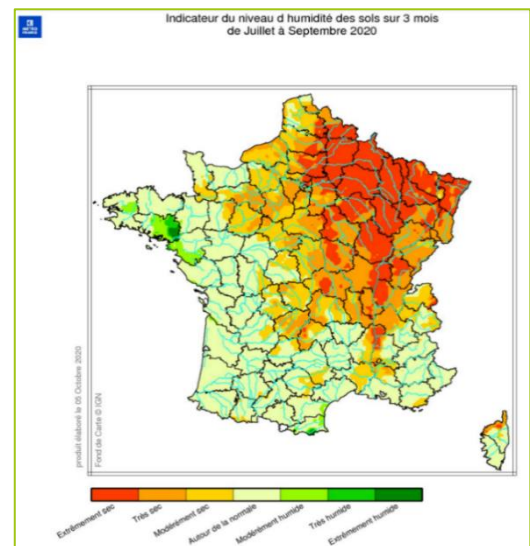 METEO
FRANCE
Indicateur du niveau d humidité des sols sur 3 mois
de Juillet à Septembre 2020
produit élaboré le 05 Octobre 2020
Fond de Carte © IGN
Extrêmement sec
Très sec
Modérément sec
Autour de la normale
Modérément humide
Très humide
Extrêmement humide